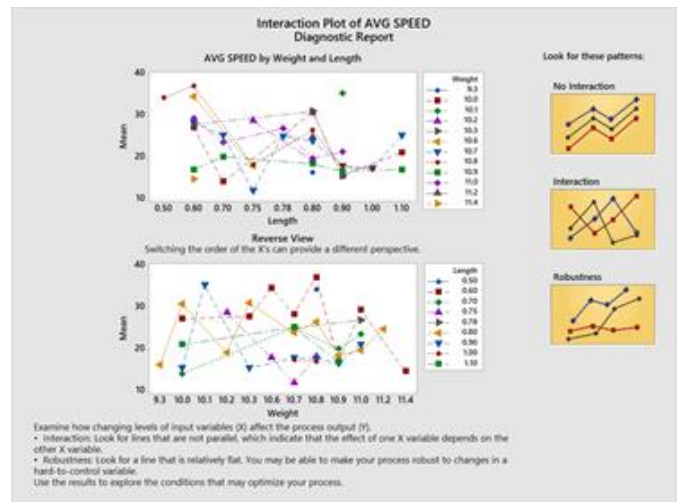 Interaction Plot of AVG SPEED
Diagnostic Report
AVG SPEED by Weight and Length
Look for these patterns:
40
30
20
10
Mean
0.50 0.60 0.70 0.75 0.78 0.80 0.90 1.00 1.10
Length
Weight
9.3
10.0
10.1
10.2
10.3
10.6
10.7
10.8
10.9
11.0
11.2
11.4
No Interaction
Interaction
Robustness
Reverse View
Switching the order of the X's can provide a different perspective.
40
30
20
10
Mean
9.3 10.0 10.1 10.2 10.3 10.6 10.7 10.8 10.9 11.0 11.2 11.4
Weight
Length
0.50
0.60
0.70
0.75
0.78
0.80
0.90
1.00
1.10
Examine how changing levels of input variables (X) affect the process output (Y).
• Interaction: Look for lines that are not parallel, which indicate that the effect of one X variable depends on the
other X variable.
• Robustness: Look for a line that is relatively flat. You may be able to make your process robust to changes in a
hard-to-control variable.
Use the results to explore the conditions that may optimize your process.